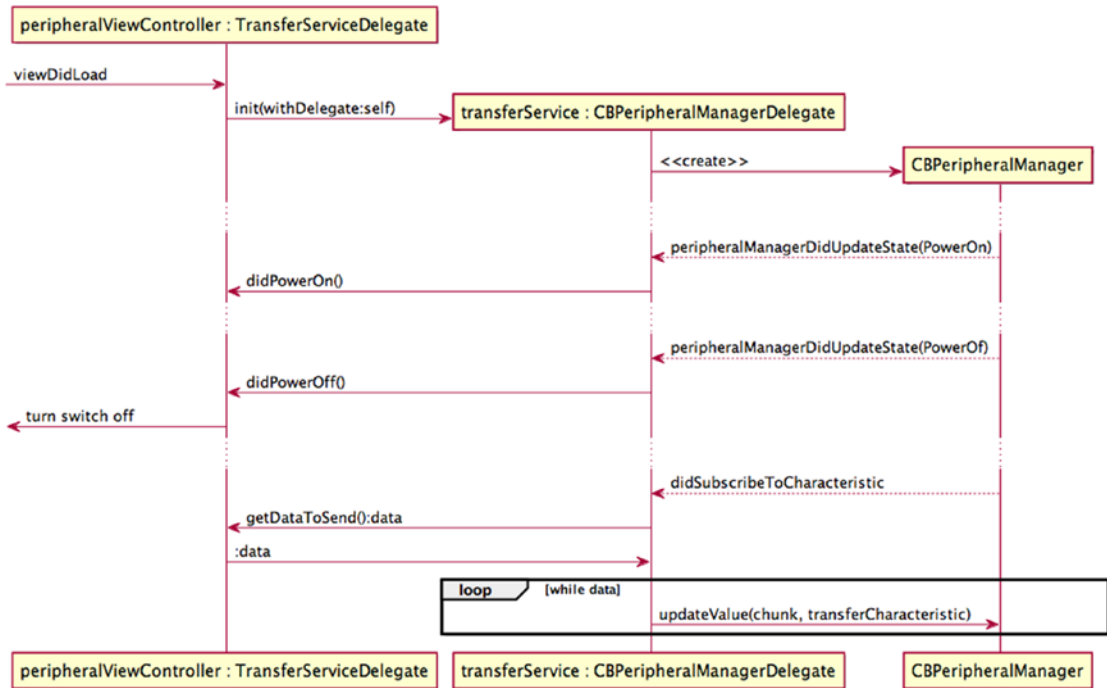 peripheralViewController : TransferServiceDelegate
viewDidLoad
init(withDelegate:self)
transferService : CBPeripheralManagerDelegate
<<create>>
CBPeripheralManager
peripheralManagerDidUpdateState(PowerOn)
didPowerOn()
peripheralManagerDidUpdateState(PowerOf)
didPowerOff()
turn switch off
didSubscribeToCharacteristic
getDataToSend():data
:data
loop [while data]
updateValue(chunk, transferCharacteristic)
peripheralViewController : TransferServiceDelegate transferService : CBPeripheralManagerDelegate CBPeripheralManager